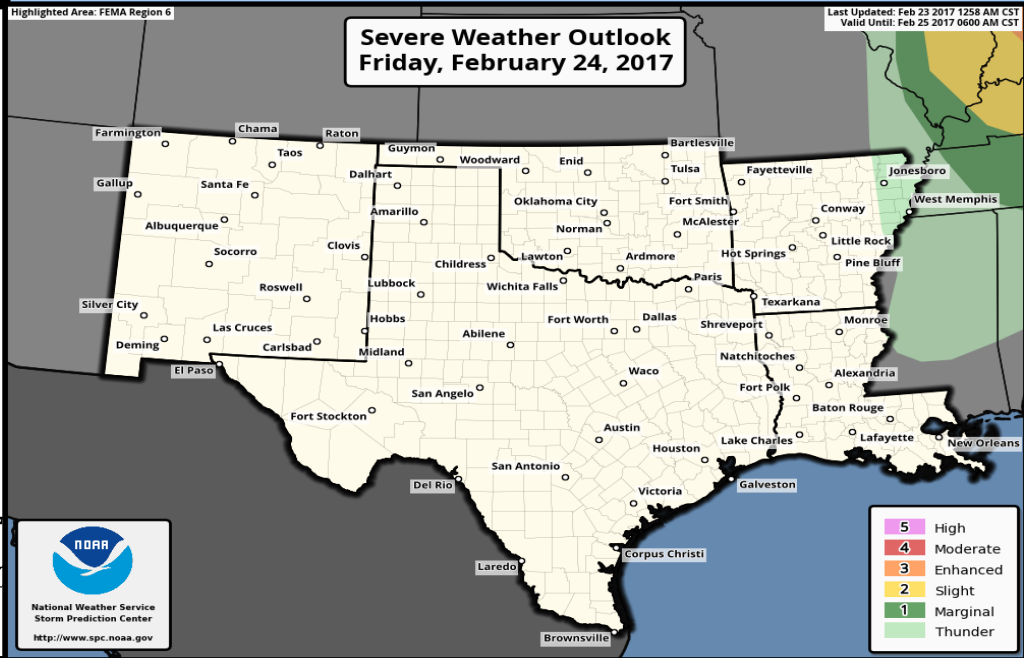 Highlighted Area: FEMA Region 6
Last Updated: Feb 23 2017 1258 AM CST
Valid Until: Feb 25 2017 0600 AM CST
Severe Weather Outlook
Friday, February 24, 2017
Farmington
Chama
Raton
Guymon
Bartlesville
Taos
Woodward
Enid
Tulsa
Fayetteville
Jonesboro
Dalhart
Gallup
Santa Fe
Oklahoma City
Fort Smith
West Memphis
Amarillo
Conway
Albuquerque
Norman
McAlester
Little Rock
Socorro
Clovis
Childress
Lawton
Ardmore
Hot Springs
Pine Bluff
Roswell
Lubbock
Wichita Falls
Paris
Texarkana
Silver City
Las Cruces
Hobbs
Abilene
Fort Worth
Dallas
Shreveport
Monroe
Deming
Carlsbad
Midland
Natchitoches
El Paso
San Angelo
Waco
Fort Polk
Alexandria
Fort Stockton
Baton Rouge
Austin
Houston
Lake Charles
Lafayette
New Orleans
San Antonio
Del Rio
Victoria
Galveston
Laredo
Corpus Christi
Brownsville
NOAA
National Weather Service
Storm Prediction Center
http://www.spc.noaa.gov
5 High
4 Moderate
3 Enhanced
2 Slight
1 Marginal
Thunder